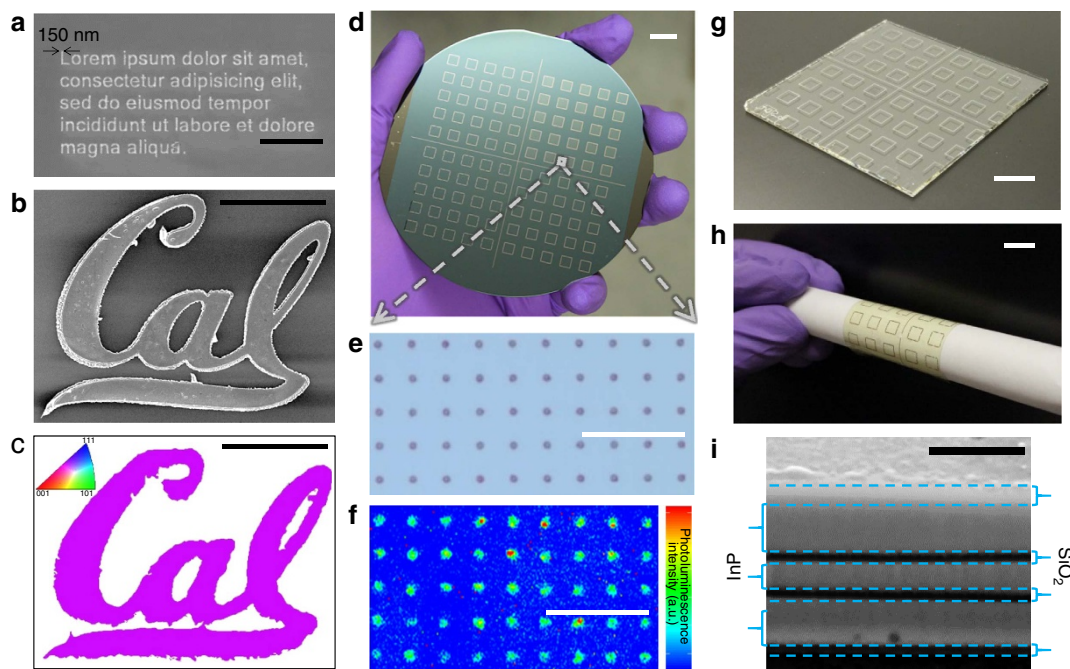 a
150 nm
Lorem ipsum dolor sit amet,
consectetur adipisicing elit,
sed do eiusmod tempor
incididunt ut labore et dolore
magna aliqua.
b
Cal
c
111
001
101
Cal
d
e
f
Photoluminescence
intensity (a.u.)
g
h
i
InP
SiO₂